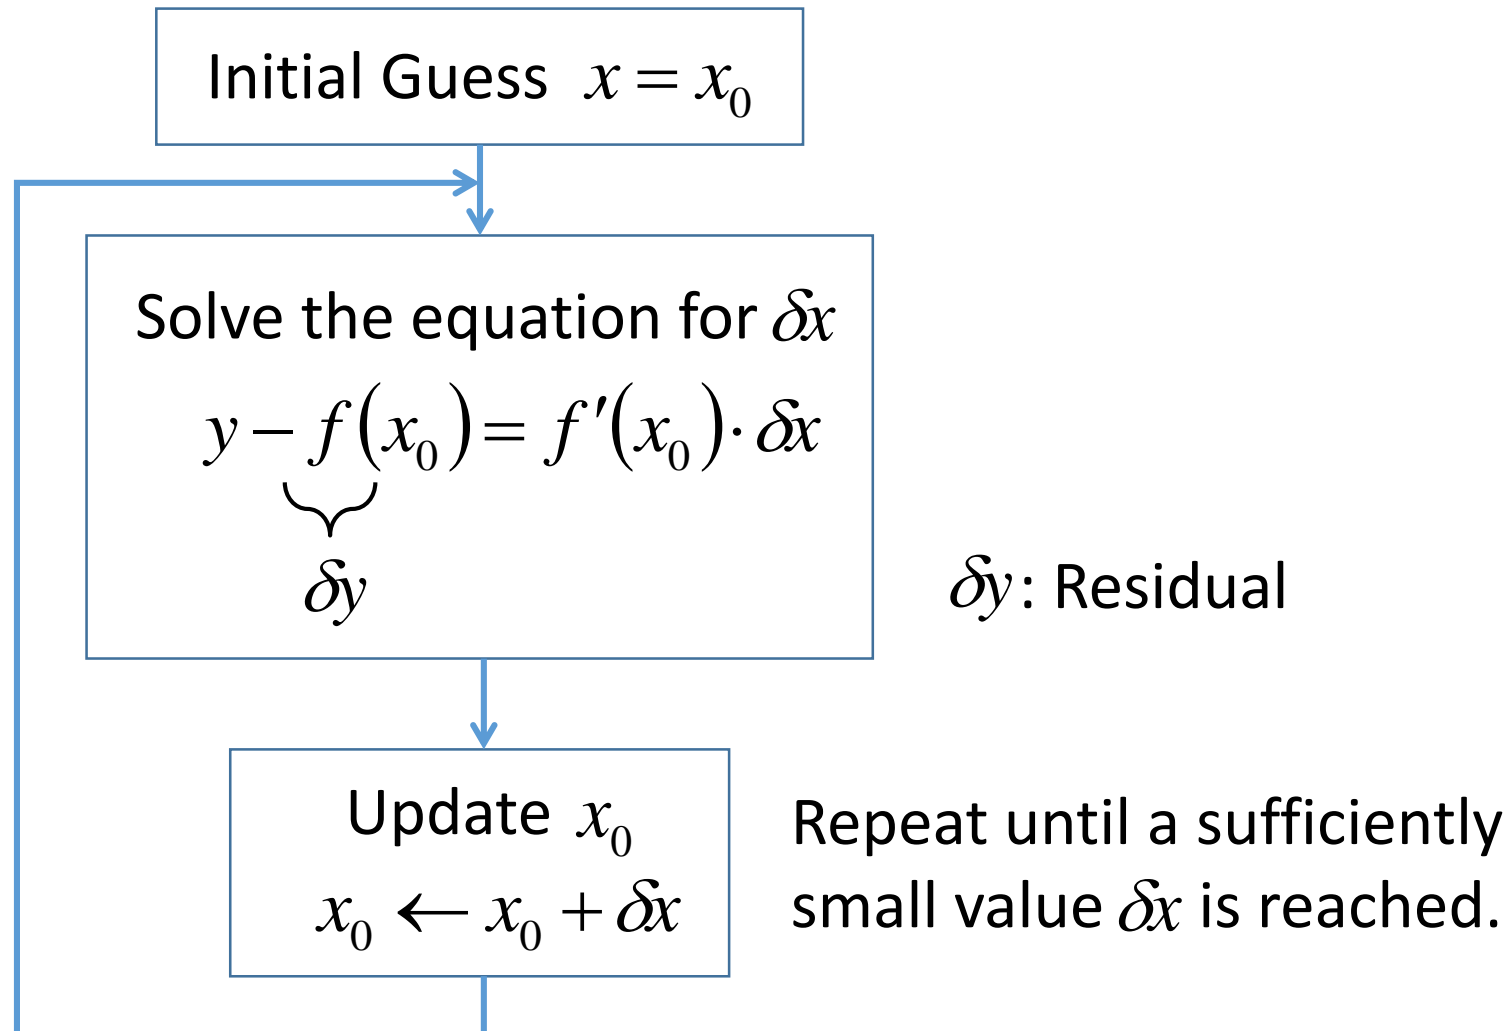 Initial Guess x = x₀
Solve the equation for δx
y − f(x₀) = f′(x₀)· δx
δy
δy : Residual
Update x₀
x₀ ← x₀ + δx
Repeat until a sufficiently
small value δx is reached.